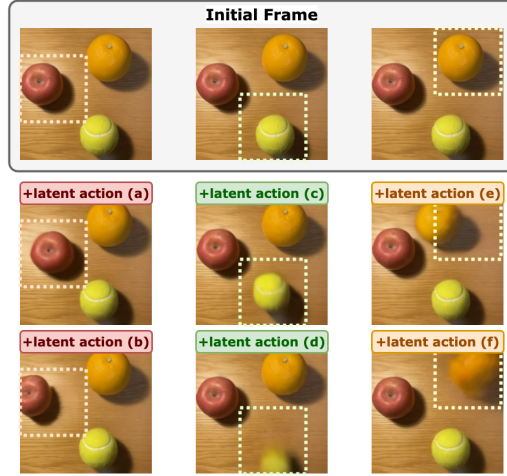 Initial Frame
+latent action (a)
+latent action (c)
+latent action (e)
+latent action (b)
+latent action (d)
+latent action (f)